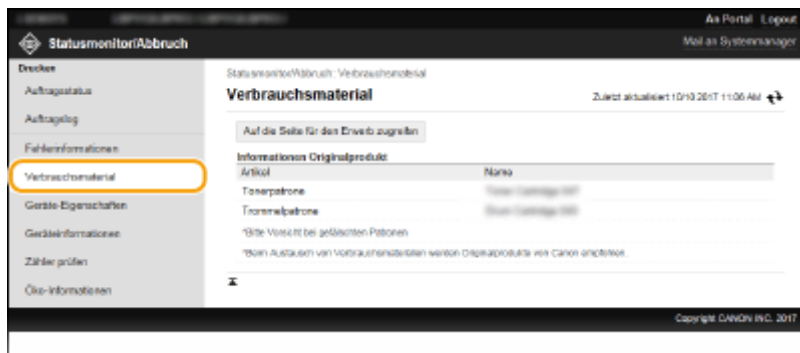 An Portal Logout
Statusmonitor/Abbruch
Mail an Systemmanager
Drucken
Auftragsstatus
Auftragslog
Fehlerinformationen
Verbrauchsmaterial
Geräte-Eigenschaften
Geräteinformationen
Zähler prüfen
Öko-Informationen
Statusmonitor/Abbruch: Verbrauchsmaterial
Verbrauchsmaterial
Zuletzt aktualisiert 10/10 2017 11:06 AM
Auf die Seite für den Erwerb zugreifen
Informationen Originalprodukt
Artikel Name
Tonerpatrone
Trommelpatrone
*Bitte Vorsicht bei gefälschten Patronen.
*Beim Austausch von Verbrauchsmaterialien werden Originalprodukte von Canon empfohlen.
Copyright CANON INC. 2017